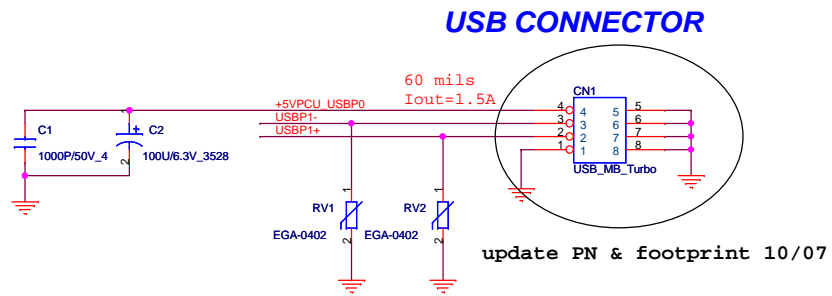 USB CONNECTOR
60 mils
Iout=1.5A
+5VPCU_USBP0
USBP1-
USBP1+
CN1
4 4 5 5
3 3 6 6
2 2 7 7
1 1 8 8
USB_MB_Turbo
C1
1000P/50V_4
1
+
2
C2
100U/6.3V_3528
RV1
EGA-0402
1
2
RV2
EGA-0402
1
2
update PN & footprint 10/07